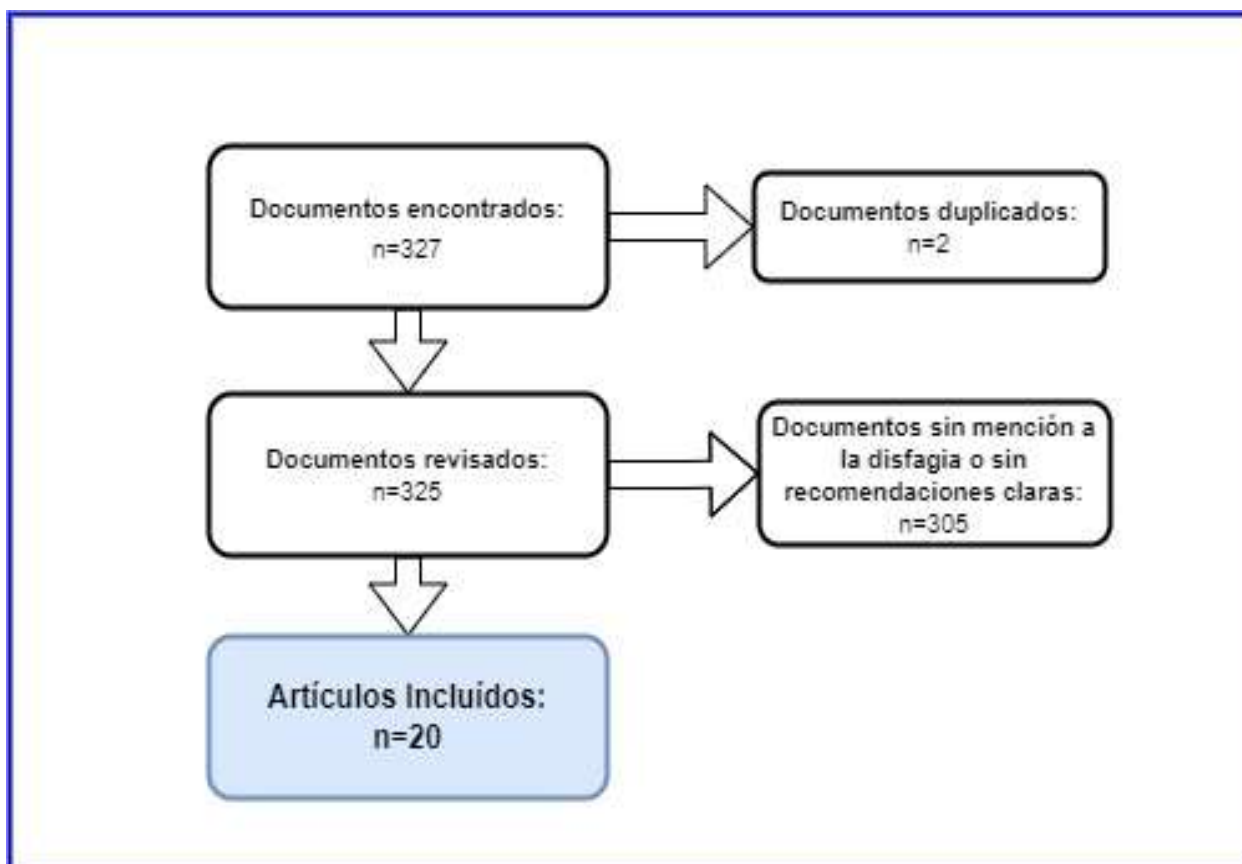 Documentos encontrados:
n=327
Documentos duplicados:
n=2
Documentos revisados:
n=325
Documentos sin mención a
la disfagia o sin
recomendaciones claras:
n=305
Artículos Incluídos:
n=20